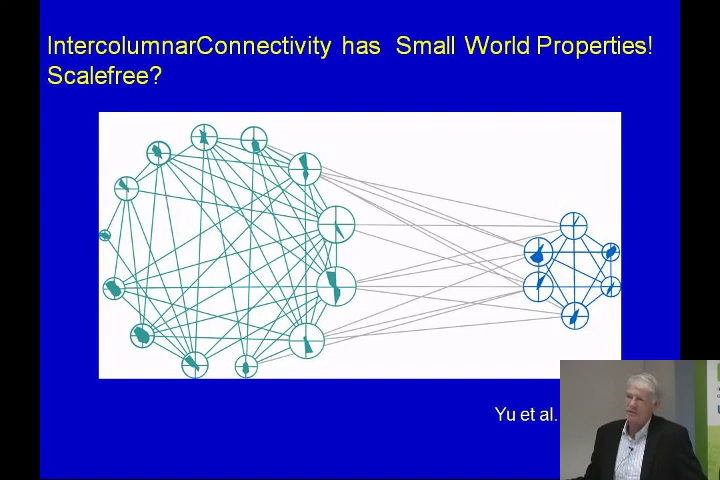 IntercolumnarConnectivity has Small World Properties!
Scalefree?
Yu et al.